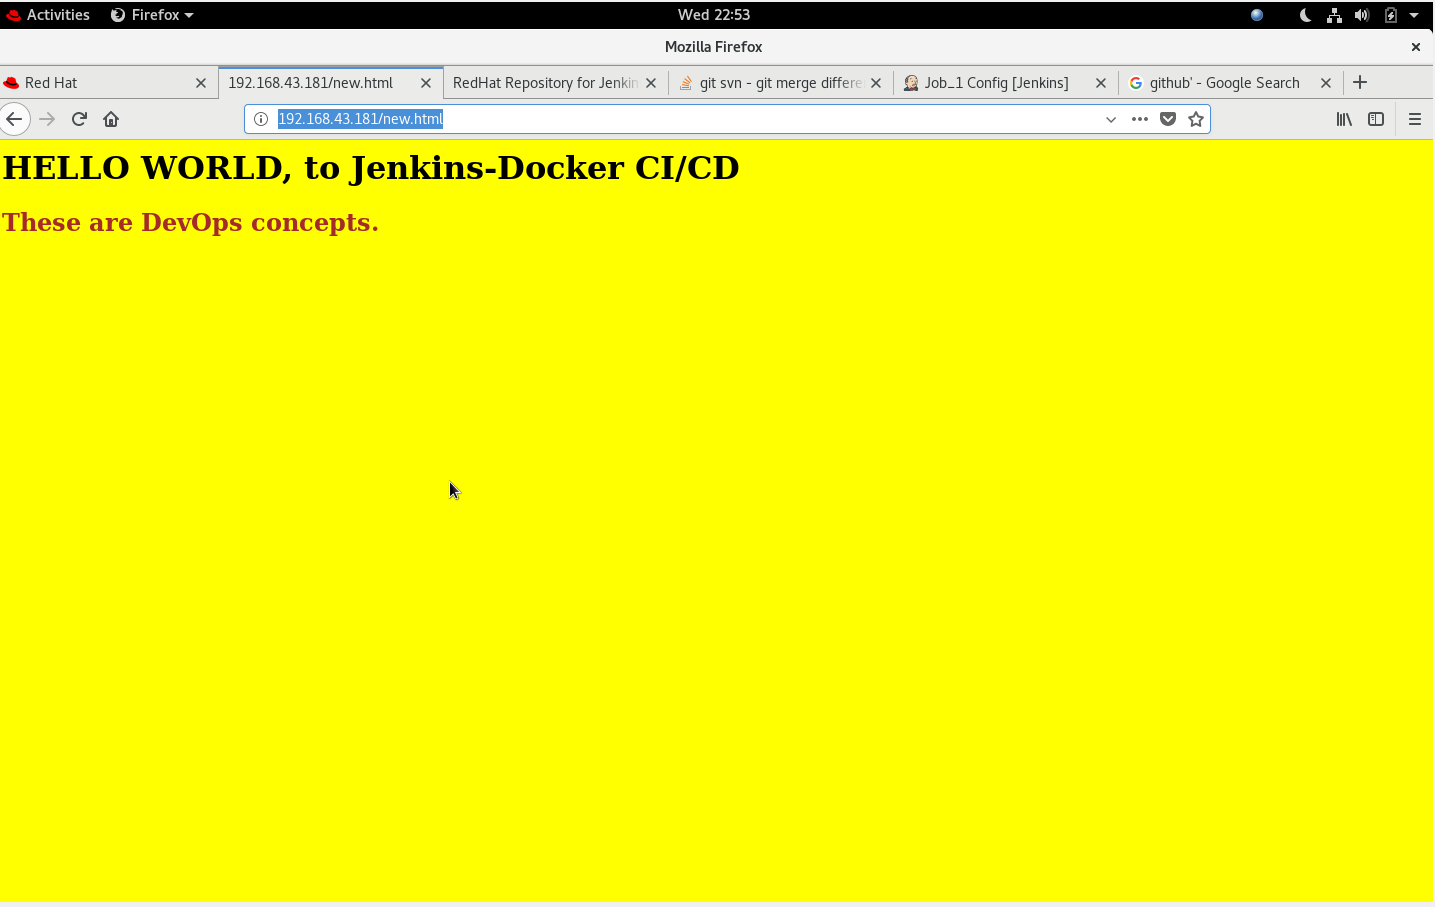 Activities Firefox Wed 22:53
Mozilla Firefox
Red Hat 192.168.43.181/new.html RedHat Repository for Jenkin git svn - git merge differe Job_1 Config [Jenkins] github' - Google Search
192.168.43.181/new.html
HELLO WORLD, to Jenkins-Docker CI/CD
These are DevOps concepts.